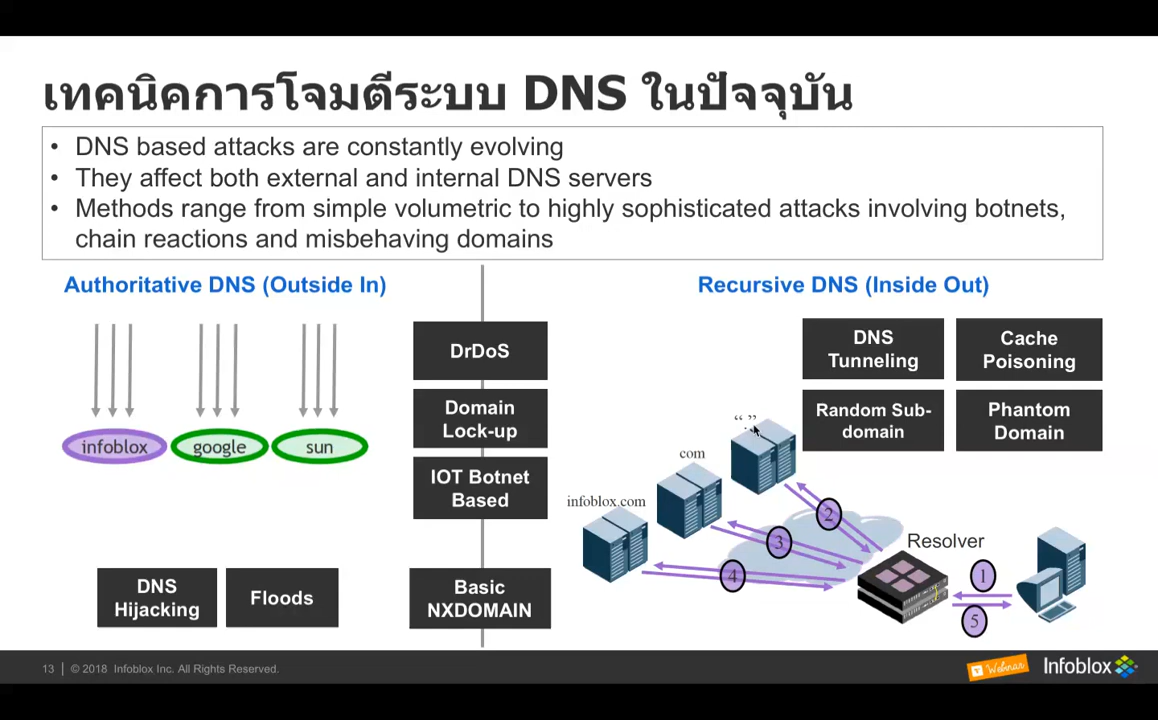 เทคนิคการโจมตีระบบ DNS ในปัจจุบัน
• DNS based attacks are constantly evolving
• They affect both external and internal DNS servers
• Methods range from simple volumetric to highly sophisticated attacks involving botnets,
chain reactions and misbehaving domains
Authoritative DNS (Outside In)
infoblox
google
sun
DNS
Hijacking
Floods
DrDoS
Domain
Lock-up
IOT Botnet
Based
Basic
NXDOMAIN
Recursive DNS (Inside Out)
DNS
Tunneling
Cache
Poisoning
Random Sub-
domain
Phantom
Domain
“.”
com
infoblox.com
Resolver
1
2
3
4
5
13 | © 2018 Infoblox Inc. All Rights Reserved.
Webinar
Infoblox